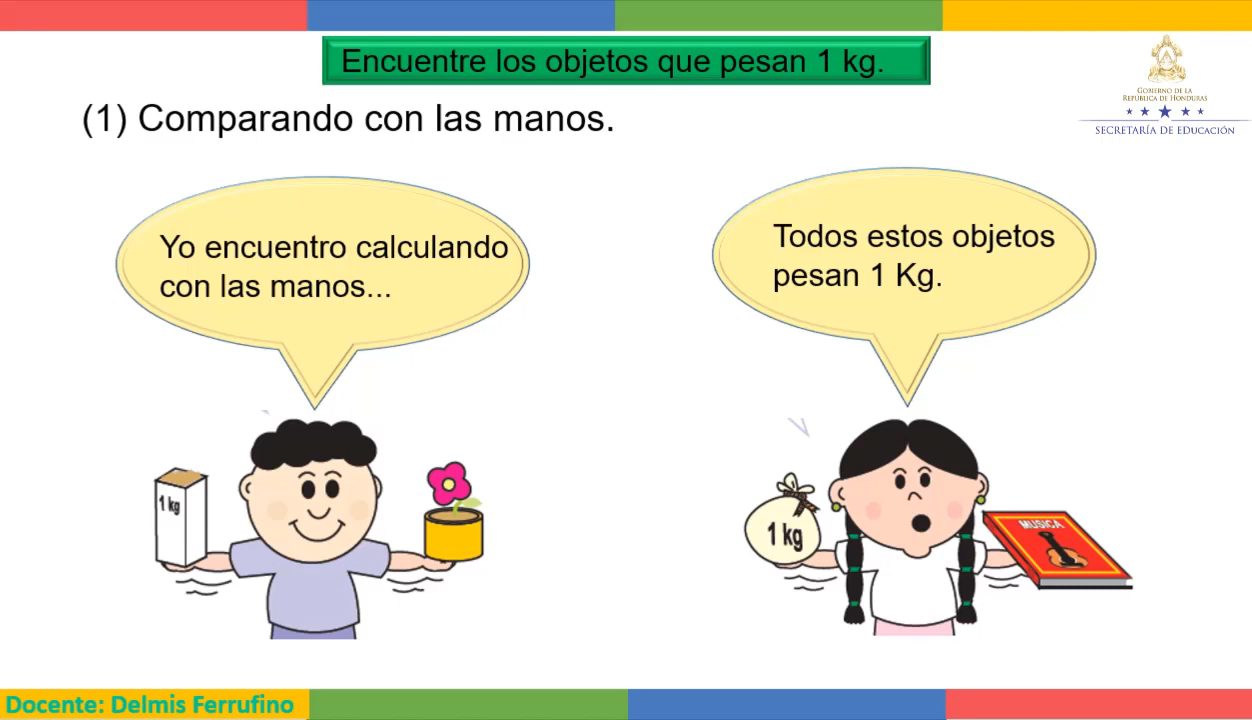 Encuentre los objetos que pesan 1 kg.
GOBIERNO DE LA
REPÚBLICA DE HONDURAS
SECRETARÍA DE EDUCACIÓN
(1) Comparando con las manos.
Yo encuentro calculando
con las manos...
Todos estos objetos
pesan 1 Kg.
1 kg
1 kg
MUSICA
Docente: Delmis Ferrufino